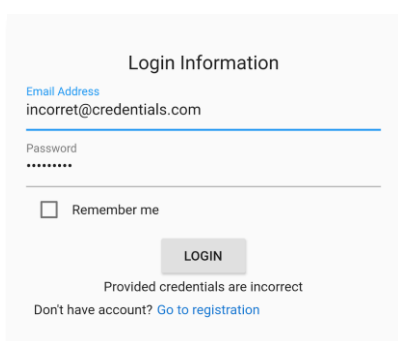 Login Information
Email Address
incorret@credentials.com
Password
•••••••••
Remember me
LOGIN
Provided credentials are incorrect
Don't have account? Go to registration